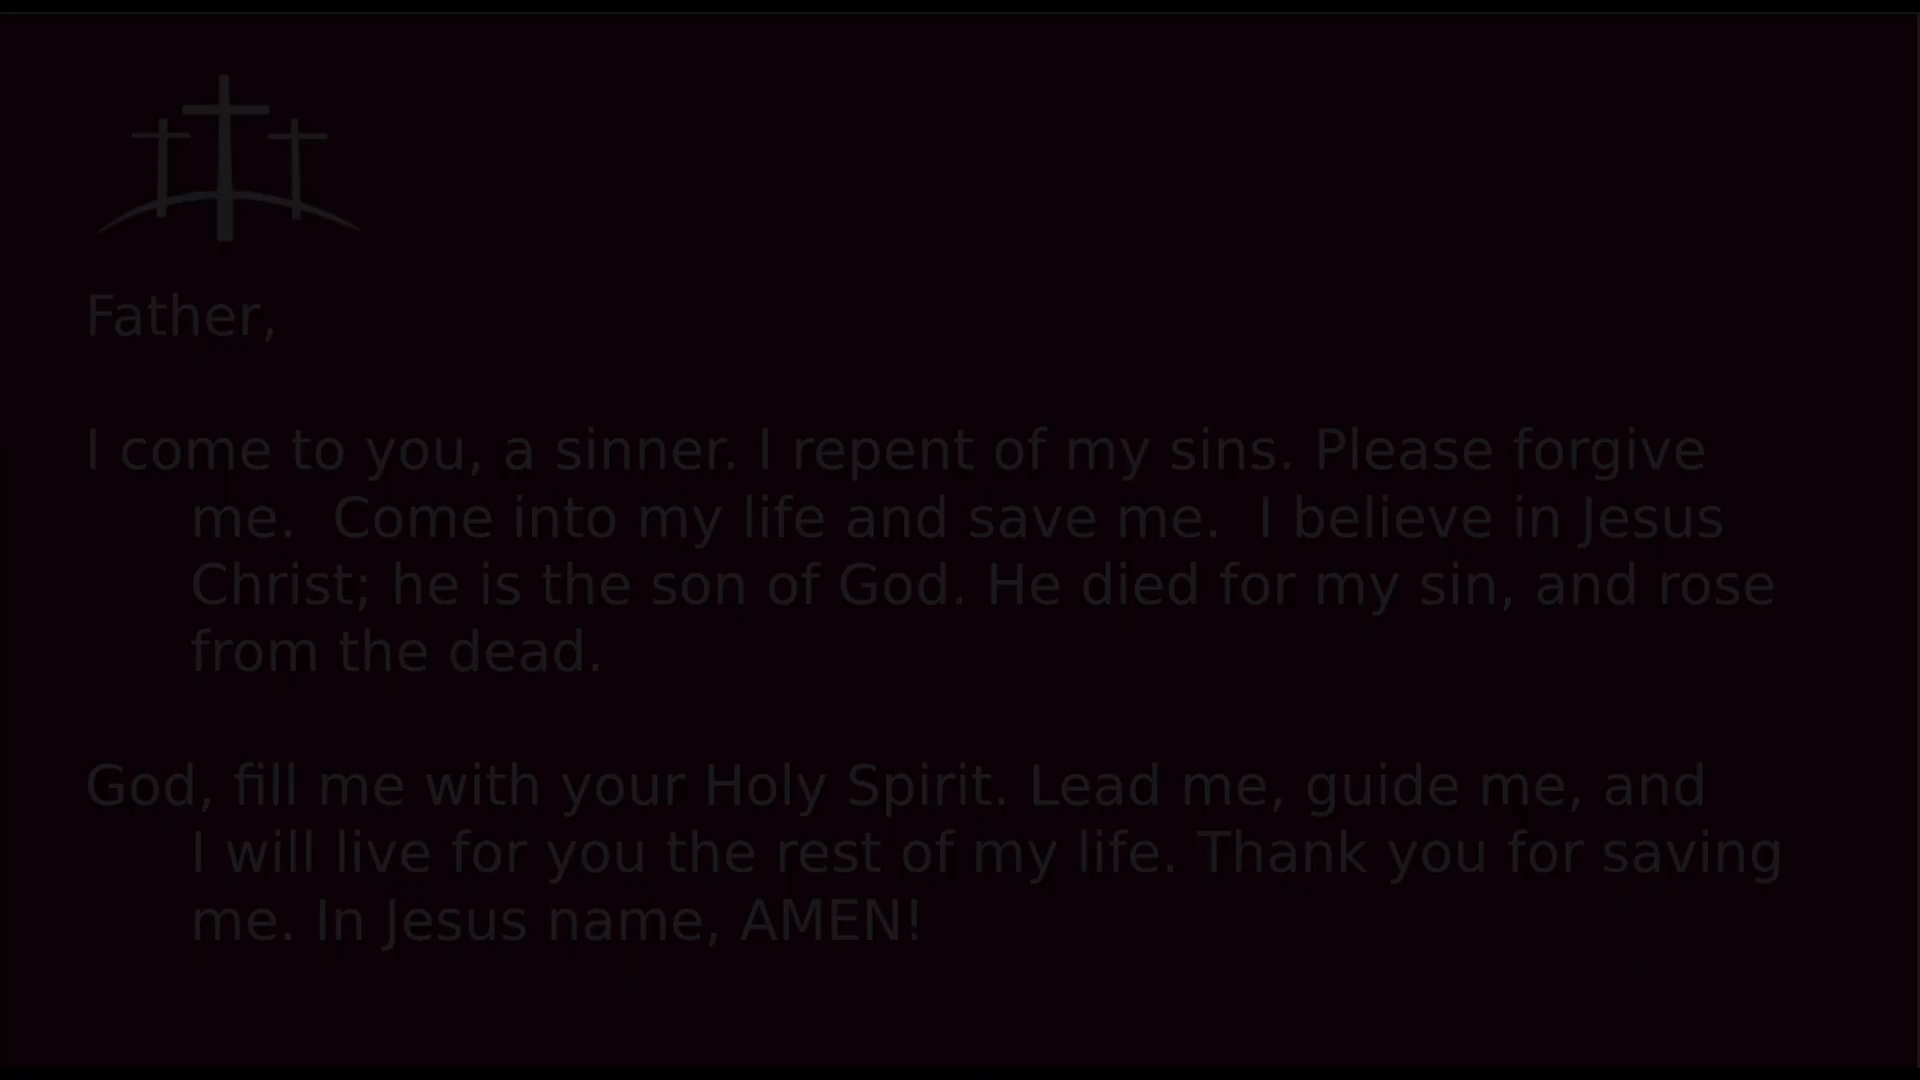 Father,
I come to you, a sinner. I repent of my sins. Please forgive
me.  Come into my life and save me.  I believe in Jesus
Christ; he is the son of God. He died for my sin, and rose
from the dead.
God, fill me with your Holy Spirit. Lead me, guide me, and
I will live for you the rest of my life. Thank you for saving
me. In Jesus name, AMEN!